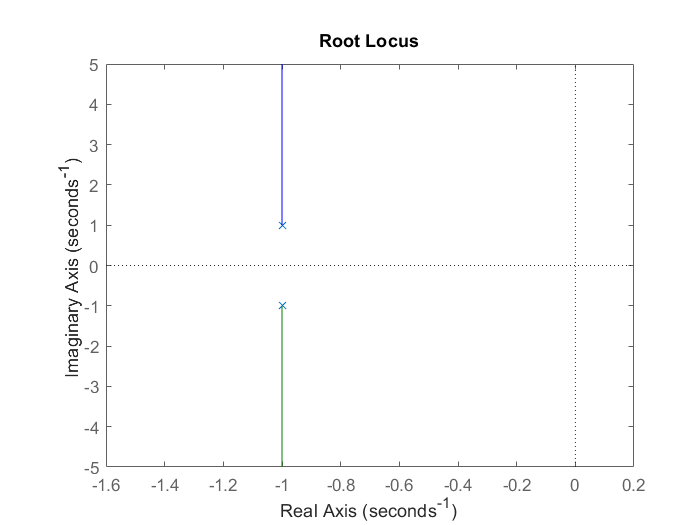 Root Locus
Imaginary Axis (seconds⁻¹)
5
4
3
2
1
0
-1
-2
-3
-4
-5
-1.6 -1.4 -1.2 -1 -0.8 -0.6 -0.4 -0.2 0 0.2
Real Axis (seconds⁻¹)